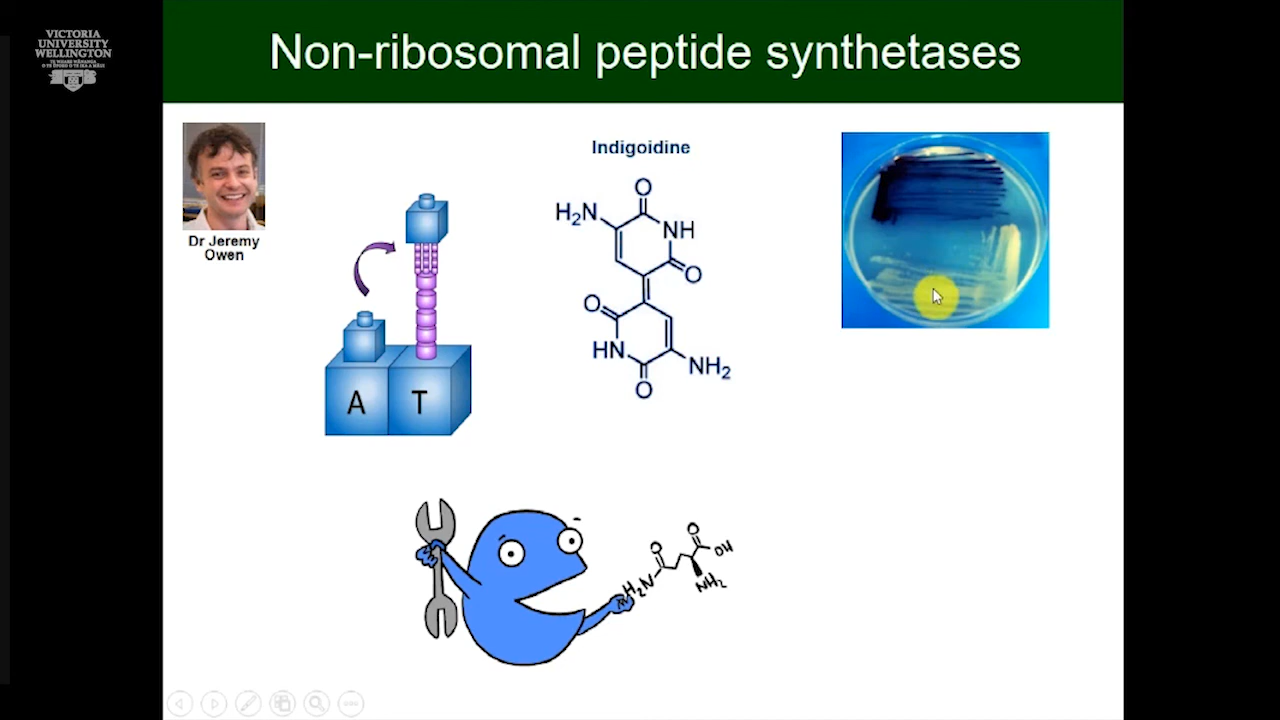 VICTORIA
UNIVERSITY
WELLINGTON
Non-ribosomal peptide synthetases
Dr Jeremy
Owen
Indigoidine
O
H₂N
NH
O
O
HN
NH₂
O
A
T
O
O
OH
H₂N
NH₂